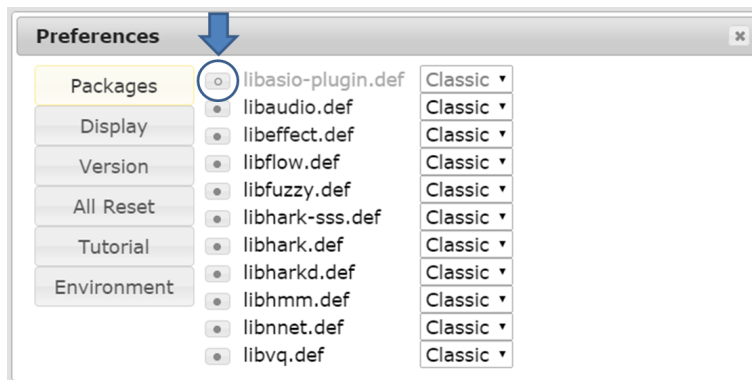 Preferences
Packages
Display
Version
All Reset
Tutorial
Environment
libasio-plugin.def Classic
libaudio.def Classic
libeffect.def Classic
libflow.def Classic
libfuzzy.def Classic
libhark-sss.def Classic
libhark.def Classic
libharkd.def Classic
libhmm.def Classic
libnnet.def Classic
libvq.def Classic